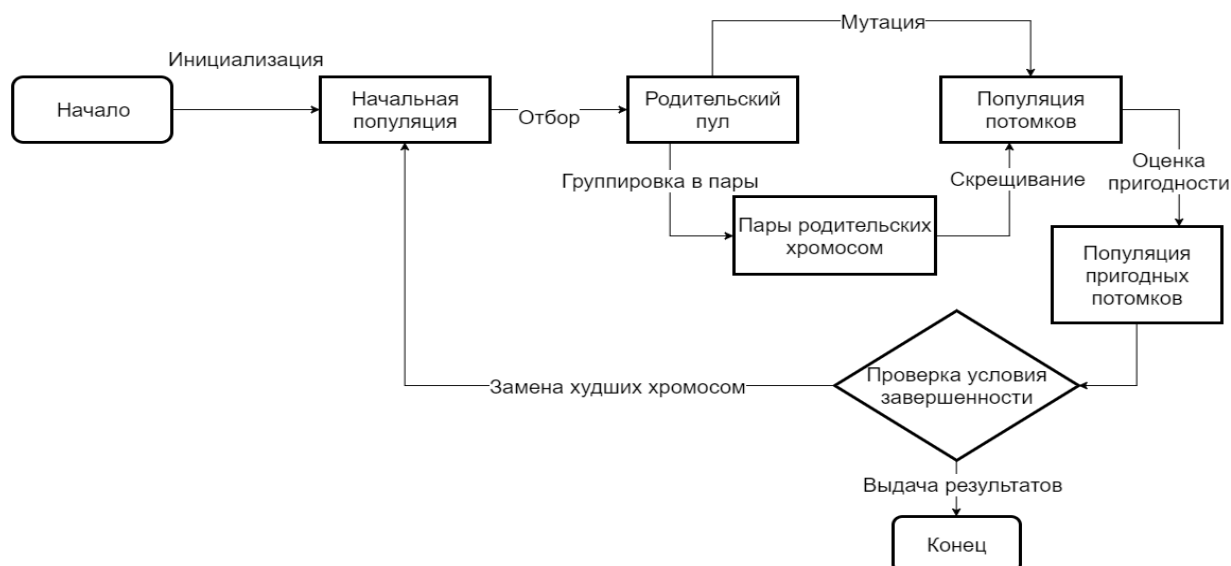 Мутация
Инициализация
Начало
Начальная
популяция
Отбор
Родительский
пул
Популяция
потомков
Группировка в пары
Скрещивание
Оценка
пригодности
Пары родительских
хромосом
Популяция
пригодных
потомков
Проверка условия
завершенности
Замена худших хромосом
Выдача результатов
Конец